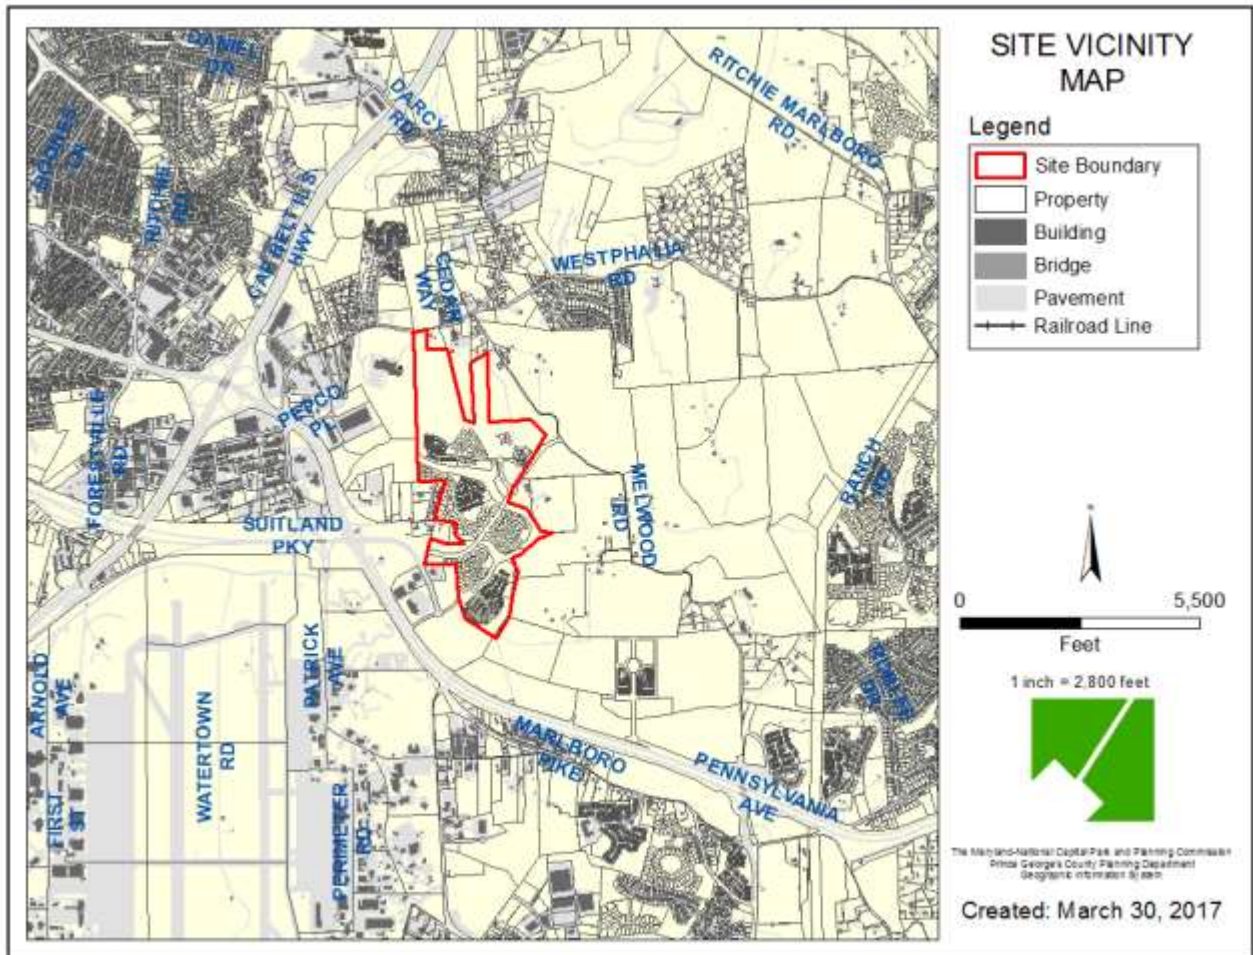 SITE VICINITY
MAP
Legend
Site Boundary
Property
Building
Bridge
Pavement
Railroad Line
0
5,500
Feet
1 inch = 2,800 feet
The Maryland-National Capital Park and Planning Commission
Prince George's County Planning Department
Geographic Information System
Created: March 30, 2017
DANIEL
DR
DARCY
RD
RITCHIE MARLBORO
RD
RITCHIE
RD
HWY
CEDAR
WAY
WESTPHALIA
RD
PEPCO
PL
FORESTVILLE
RD
SUITLAND
PKY
MELWOOD
RD
RANCH
RD
ARNOLD
AVE
PATRICK
AVE
WATERTOWN
RD
MARLBORO
PIKE
PENNSYLVANIA
AVE
FIRST
ST
PERIMETER
RD
DR